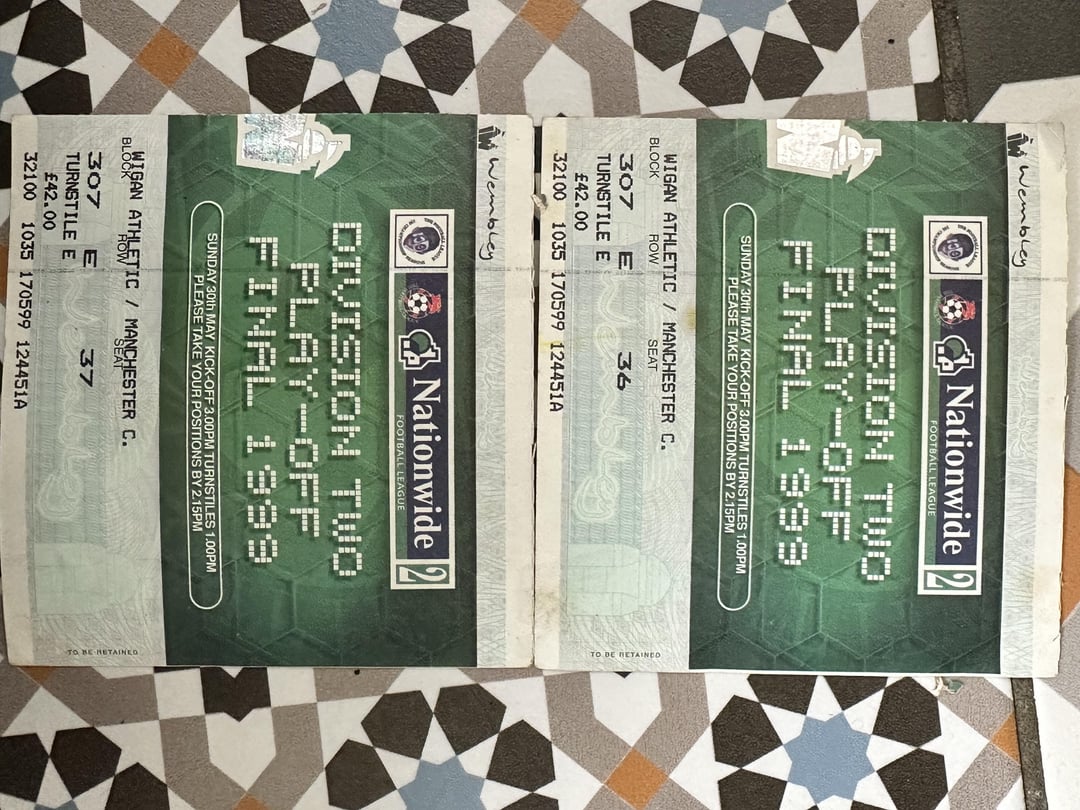 Wembley
Nationwide
FOOTBALL LEAGUE
2
DIVISION TWO
PLAY-OFF
FINAL 1999
SUNDAY 30th MAY KICK-OFF 3.00PM TURNSTILES 1.00PM
PLEASE TAKE YOUR POSITIONS BY 2.15PM
WIGAN ATHLETIC / MANCHESTER C.
BLOCK ROW SEAT
307 E 36
TURNSTILE E
£42.00
32100 1035 170599 124451A
TO BE RETAINED
Wembley
Nationwide
FOOTBALL LEAGUE
2
DIVISION TWO
PLAY-OFF
FINAL 1999
SUNDAY 30th MAY KICK-OFF 3.00PM TURNSTILES 1.00PM
PLEASE TAKE YOUR POSITIONS BY 2.15PM
WIGAN ATHLETIC / MANCHESTER C.
BLOCK ROW SEAT
307 E 37
TURNSTILE E
£42.00
32100 1035 170599 124451A
TO BE RETAINED